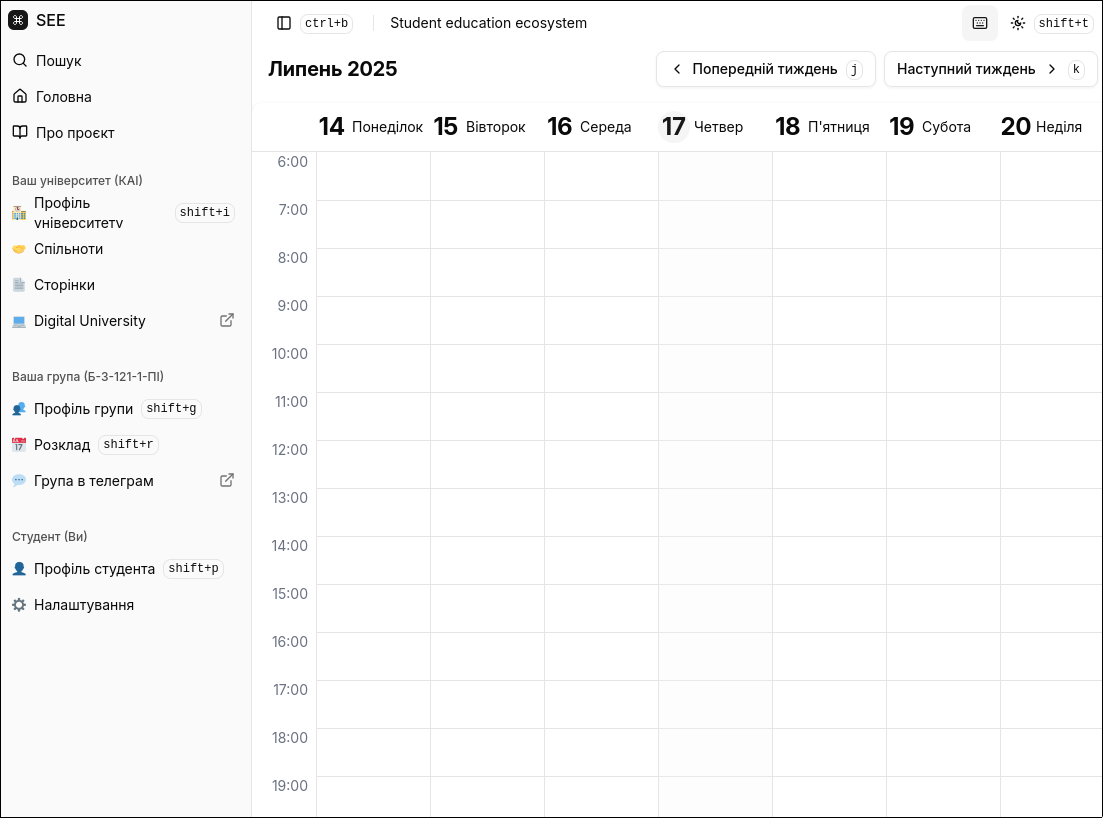 SEE
Пошук
Головна
Про проєкт
Ваш університет (КАІ)
Профіль
університету shift+i
Спільноти
Сторінки
Digital University
Ваша група (Б-3-121-1-ПІ)
Профіль групи shift+g
Розклад shift+r
Група в телеграм
Студент (Ви)
Профіль студента shift+p
Налаштування
ctrl+b Student education ecosystem shift+t
Липень 2025 Попередній тиждень j Наступний тиждень k
14 Понеділок 15 Вівторок 16 Середа 17 Четвер 18 П'ятниця 19 Субота 20 Неділя
6:00
7:00
8:00
9:00
10:00
11:00
12:00
13:00
14:00
15:00
16:00
17:00
18:00
19:00